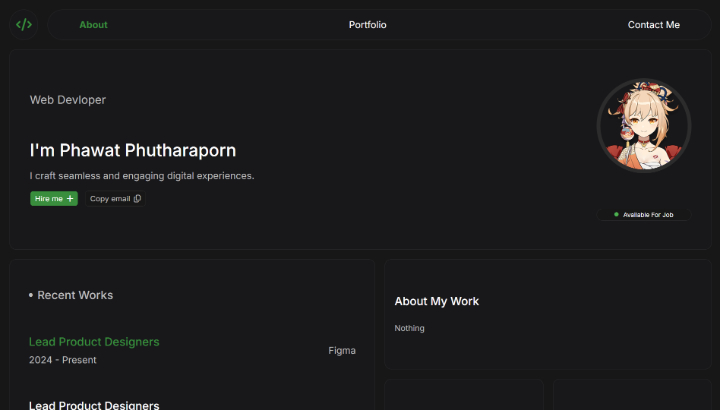 </>
About
Portfolio
Contact Me
Web Devloper
I'm Phawat Phutharaporn
I craft seamless and engaging digital experiences.
Hire me +
Copy email
Available For Job
• Recent Works
Lead Product Designers
2024 - Present
Figma
Lead Product Designers
About My Work
Nothing